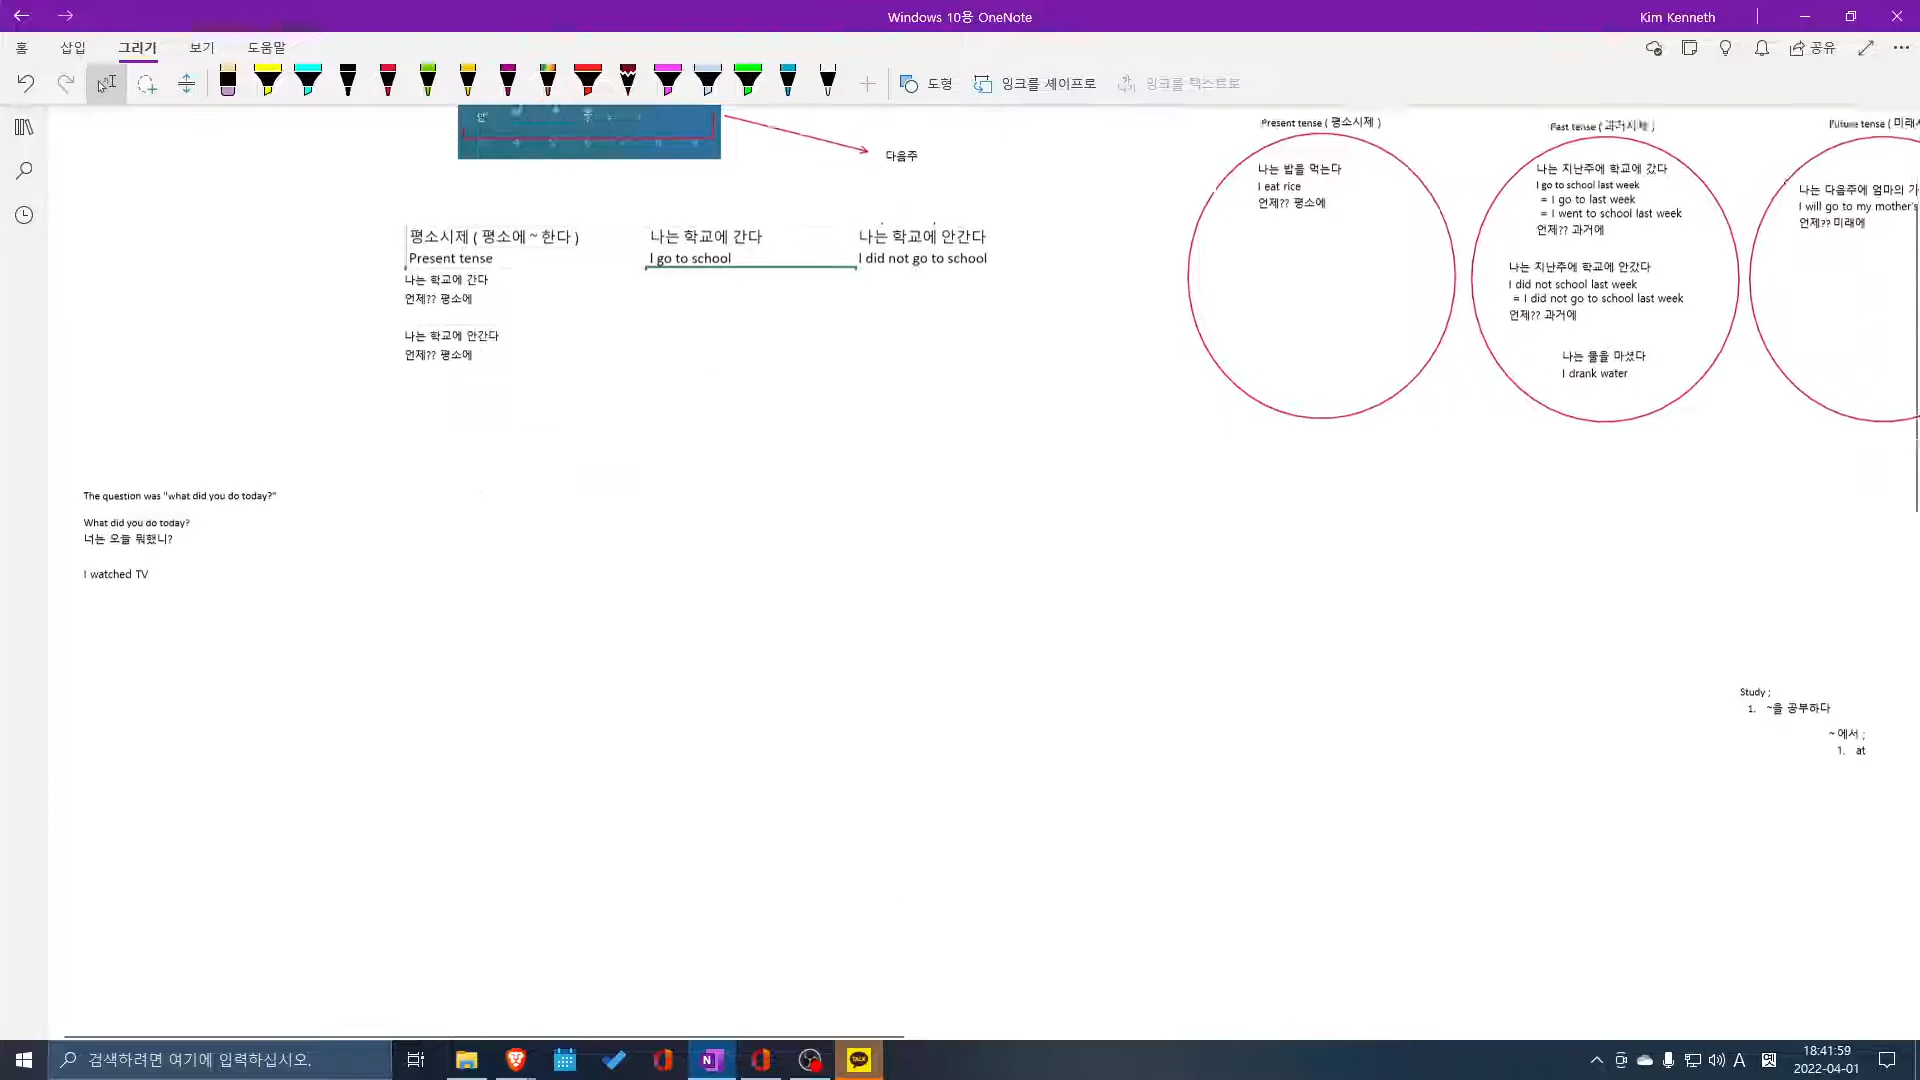 Windows 10용 OneNote
Kim Kenneth
홈 삽입 그리기 보기 도움말
공유
도형
잉크를 셰이프로
잉크를 텍스트로
다음주
평소시제 ( 평소에 ~ 한다 )
Present tense
나는 학교에 간다
I go to school
나는 학교에 안간다
I did not go to school
나는 학교에 간다
언제?? 평소에
나는 학교에 안간다
언제?? 평소에
Present tense ( 평소시제 )
나는 밥을 먹는다
I eat rice
언제?? 평소에
Past tense ( 과거시제 )
나는 지난주에 학교에 갔다
I go to school last week
= I go to last week
= I went to school last week
언제?? 과거에
나는 지난주에 학교에 안갔다
I did not school last week
= I did not go to school last week
언제?? 과거에
나는 물을 마셨다
I drank water
Future tense ( 미래
나는 다음주에 엄마의
I will go to my mother's
언제?? 미래에
The question was "what did you do today?"
What did you do today?
너는 오늘 뭐했니?
I watched TV
Study ;
1. ~을 공부하다
~ 에서 ;
1. at
검색하려면 여기에 입력하십시오.
N
TALK
A
18:41:59
2022-04-01